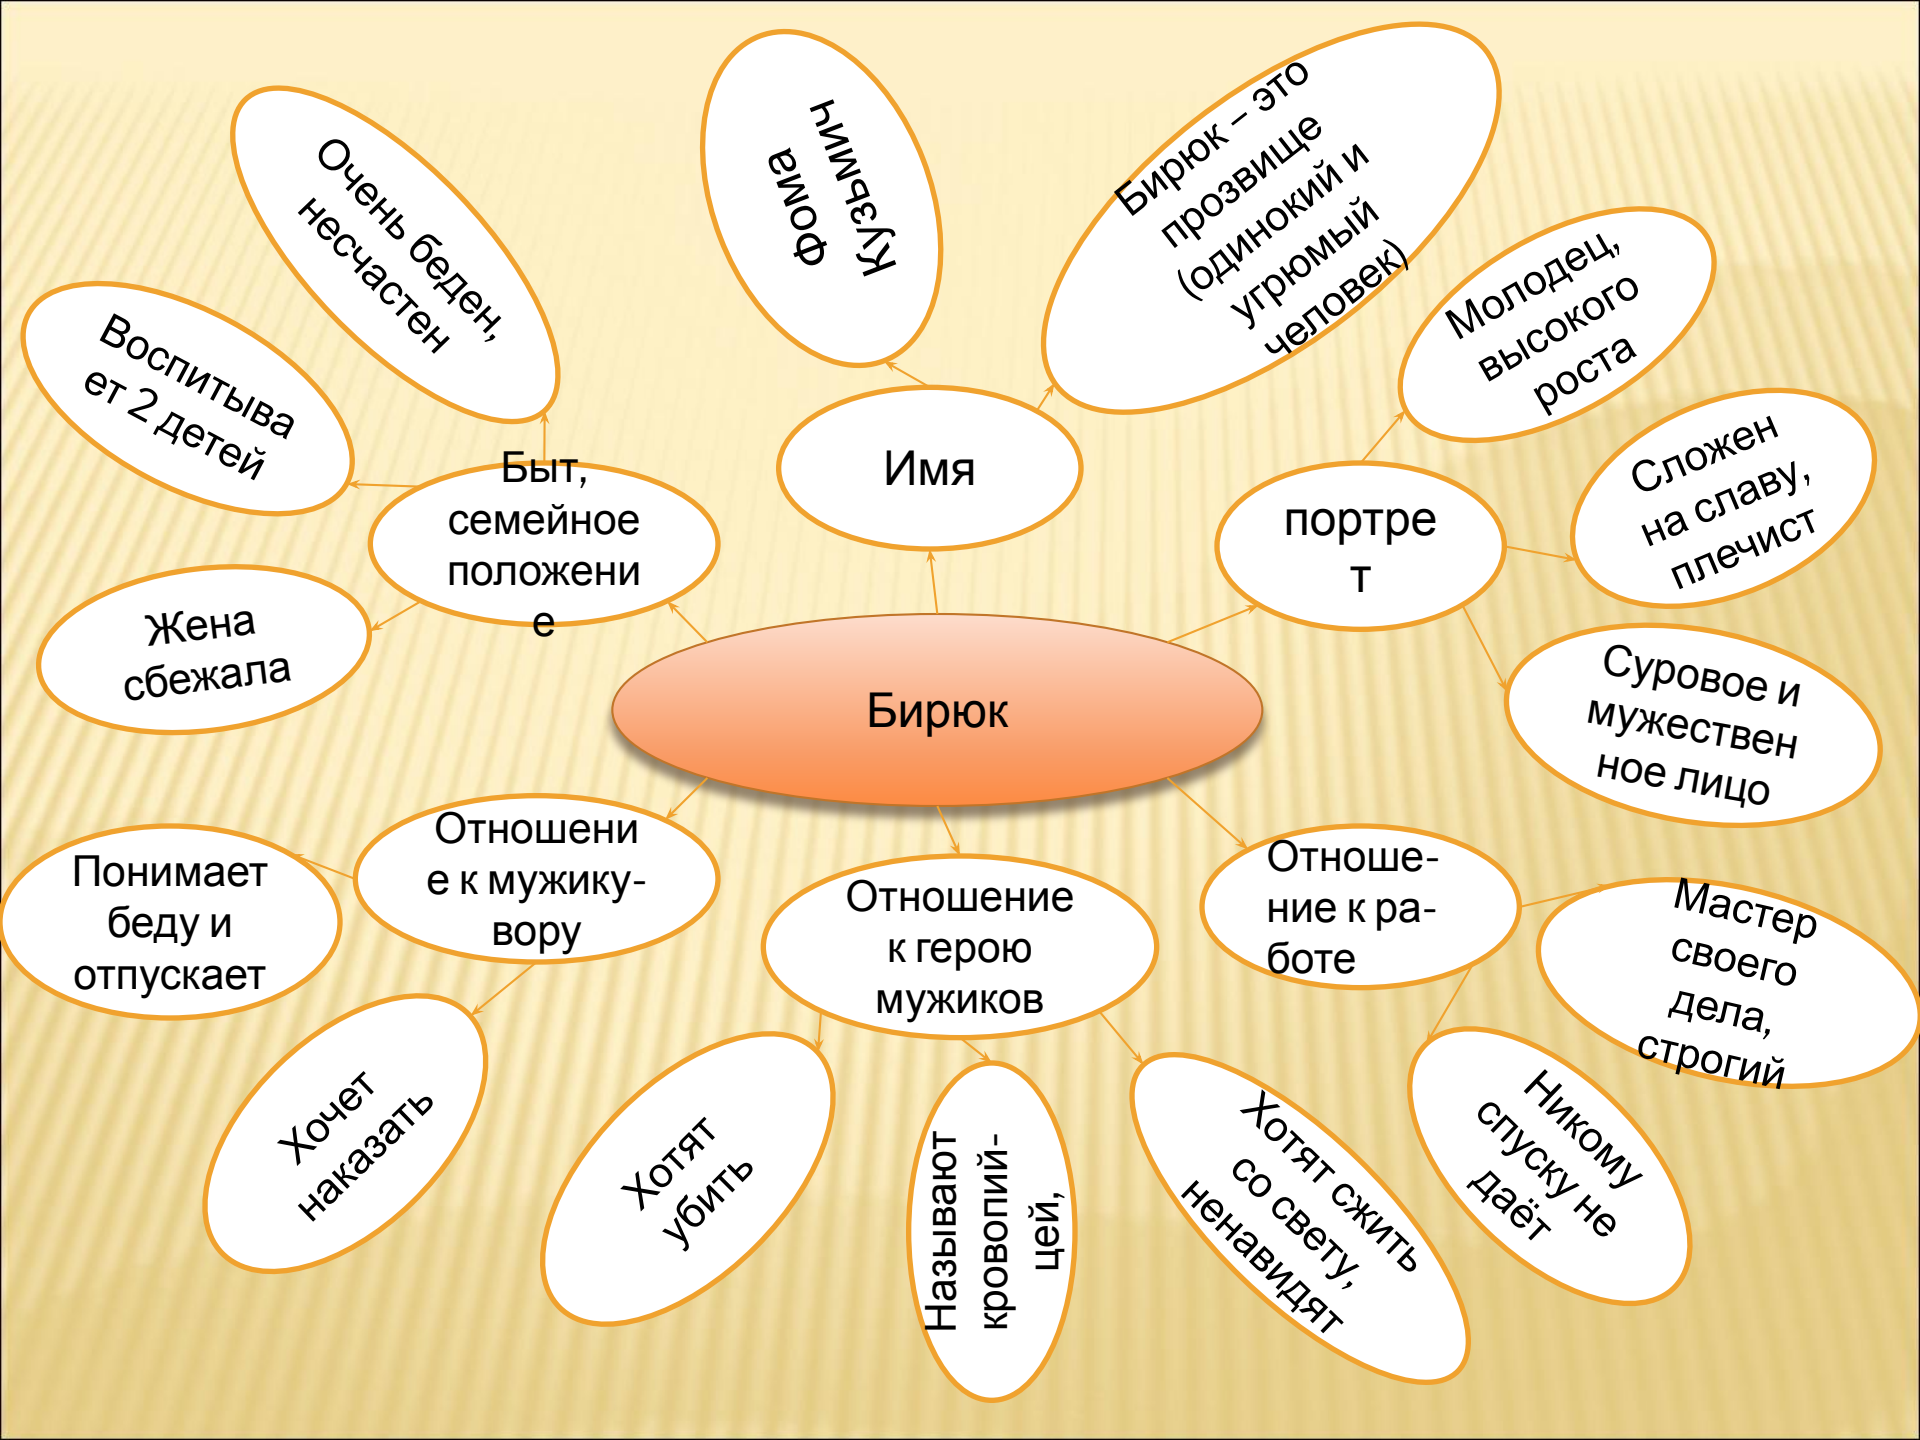 Фома
Кузьмич
Бирюк – это
прозвище
(одинокий и
угрюмый
человек)
Очень беден,
несчастен
Воспитыва
ет 2 детей
Жена
сбежала
Быт,
семейное
положени
е
Имя
портре
т
Молодец,
высокого
роста
Сложен
на славу,
плечист
Суровое и
мужествен
ное лицо
Бирюк
Понимает
беду и
отпускает
Отношени
е к мужику-
вору
Хочет
наказать
Отношение
к герою
мужиков
Хотят
убить
Называют
кровопий-
цей,
Хотят сжить
со свету,
ненавидят
Отноше-
ние к ра-
боте
Мастер
своего
дела,
строгий
Никому
спуску не
даёт